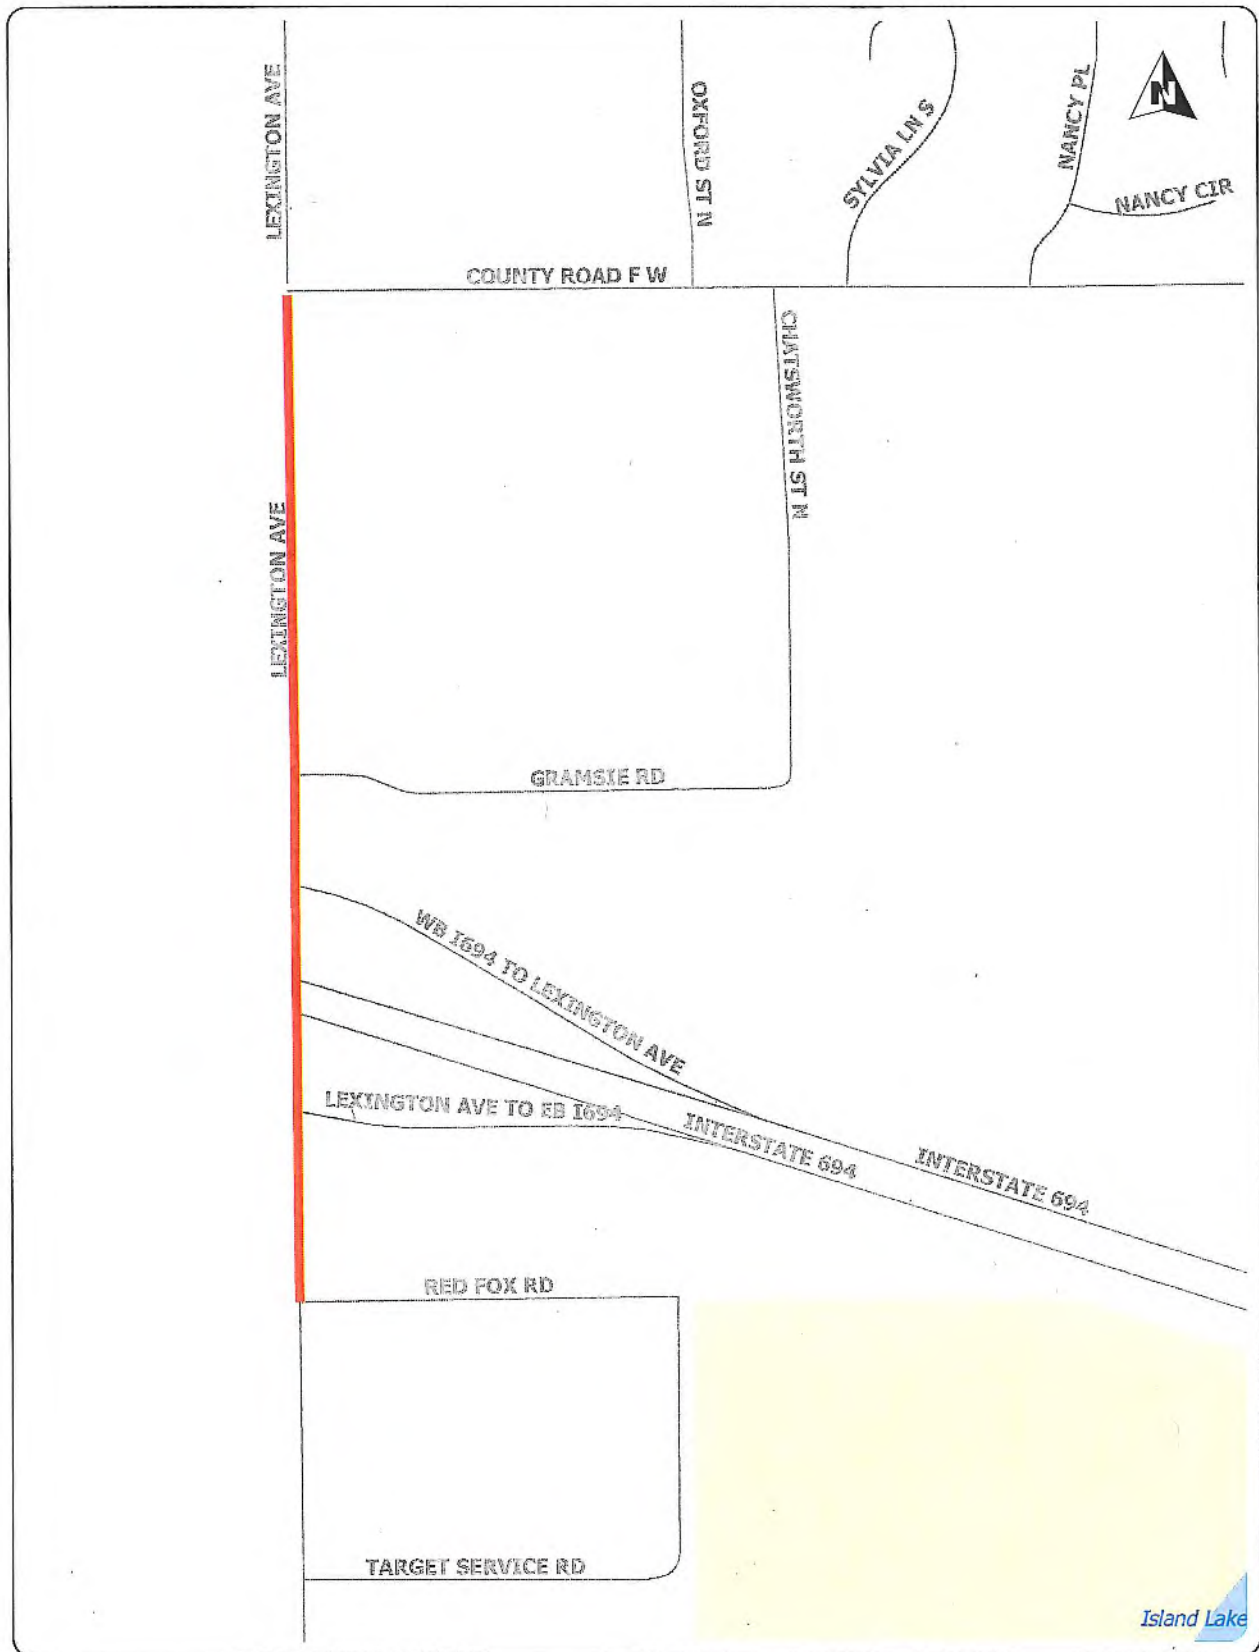 LEXINGTON AVE
OXFORD ST N
SYLVIA LN S
NANCY PL
N
NANCY CIR
COUNTY ROAD F W
CHATSWORTH ST N
LEXINGTON AVE
GRAMSIE RD
WB I694 TO LEXINGTON AVE
LEXINGTON AVE TO EB I694
INTERSTATE 694
INTERSTATE 694
RED FOX RD
TARGET SERVICE RD
Island Lake